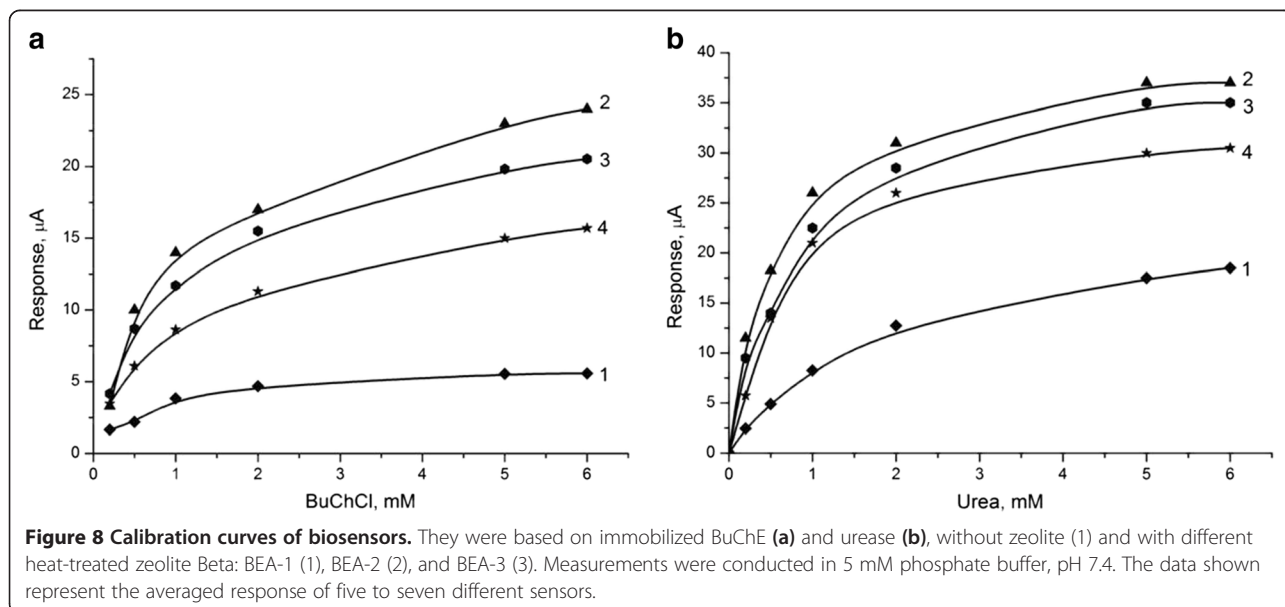 a
25
20
15
10
5
0
Response, μA
0 1 2 3 4 5 6
BuChCl, mM
2
3
4
1
b
40
35
30
25
20
15
10
5
0
Response, μA
0 1 2 3 4 5 6
Urea, mM
2
3
4
1
Figure 8 Calibration curves of biosensors. They were based on immobilized BuChE (a) and urease (b), without zeolite (1) and with different
heat-treated zeolite Beta: BEA-1 (1), BEA-2 (2), and BEA-3 (3). Measurements were conducted in 5 mM phosphate buffer, pH 7.4. The data shown
represent the averaged response of five to seven different sensors.